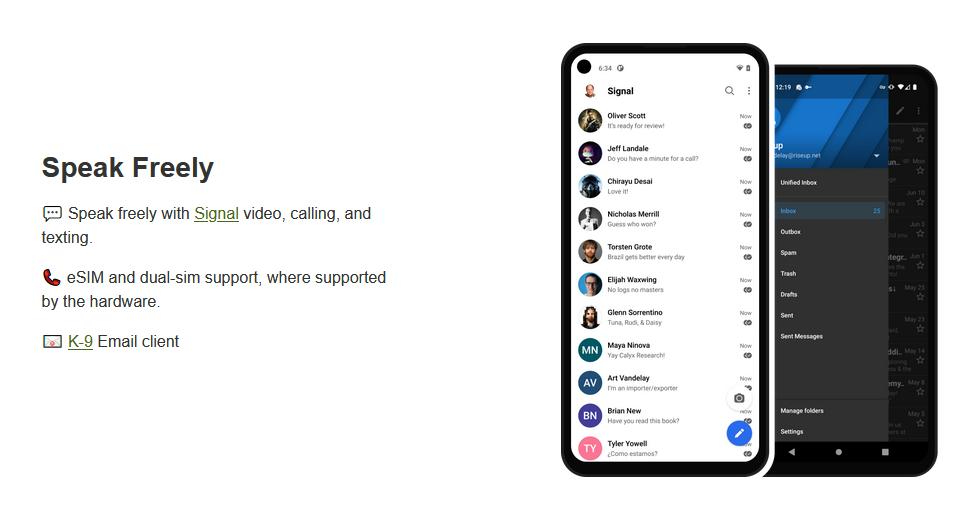 Speak Freely
💬 Speak freely with Signal video, calling, and
texting.
📞 eSIM and dual-sim support, where supported
by the hardware.
📧 K-9 Email client
6:34
Signal
Oliver Scott Now
It's ready for review!
Jeff Landale Now
Do you have a minute for a call?
Chirayu Desai Now
Love it!
Nicholas Merrill Now
Guess who won?
Torsten Grote Now
Brazil gets better every day
Elijah Waxwing Now
No logs no masters
Glenn Sorrentino Now
Tuna, Rudi, & Daisy
MN Maya Ninova Now
Yay Calyx Research!
AV Art Vandelay Now
I'm an importer/exporter
BN Brian New Now
Have you read this book?
TY Tyler Yowell
¿Como estamos?
12:19
up
delay@riseup.net
Unified Inbox
Inbox 25
Outbox
Spam
Trash
Drafts
Sent
Sent Messages
Manage folders
Settings
Mon
Mon
Jun 10
Jun 3
Jun 1
May 25
May 23
May 14
May 8
May 5